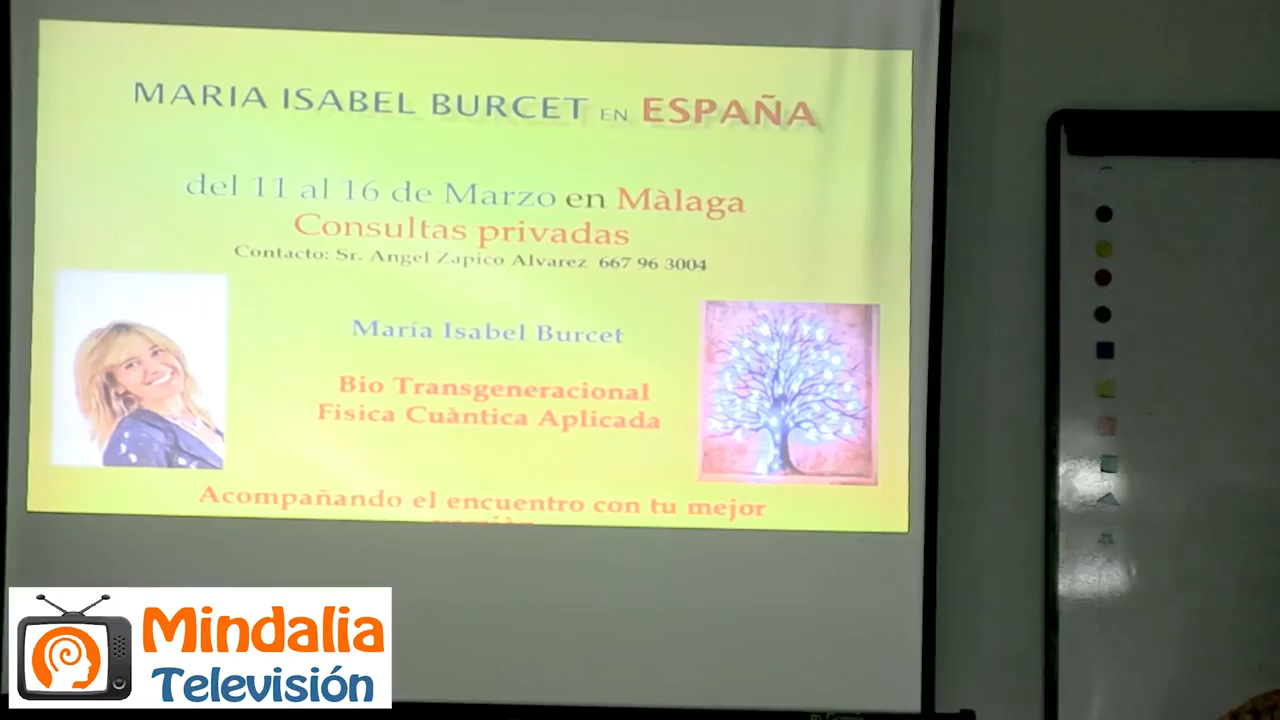 MARIA ISABEL BURCET EN ESPAÑA
del 11 al 16 de Marzo en Màlaga
Consultas privadas
Contacto: Sr. Angel Zapico Alvarez 667 96 3004
María Isabel Burcet
Bio Transgeneracional
Física Cuàntica Aplicada
Acompañando el encuentro con tu mejor
Mindalia
Televisión